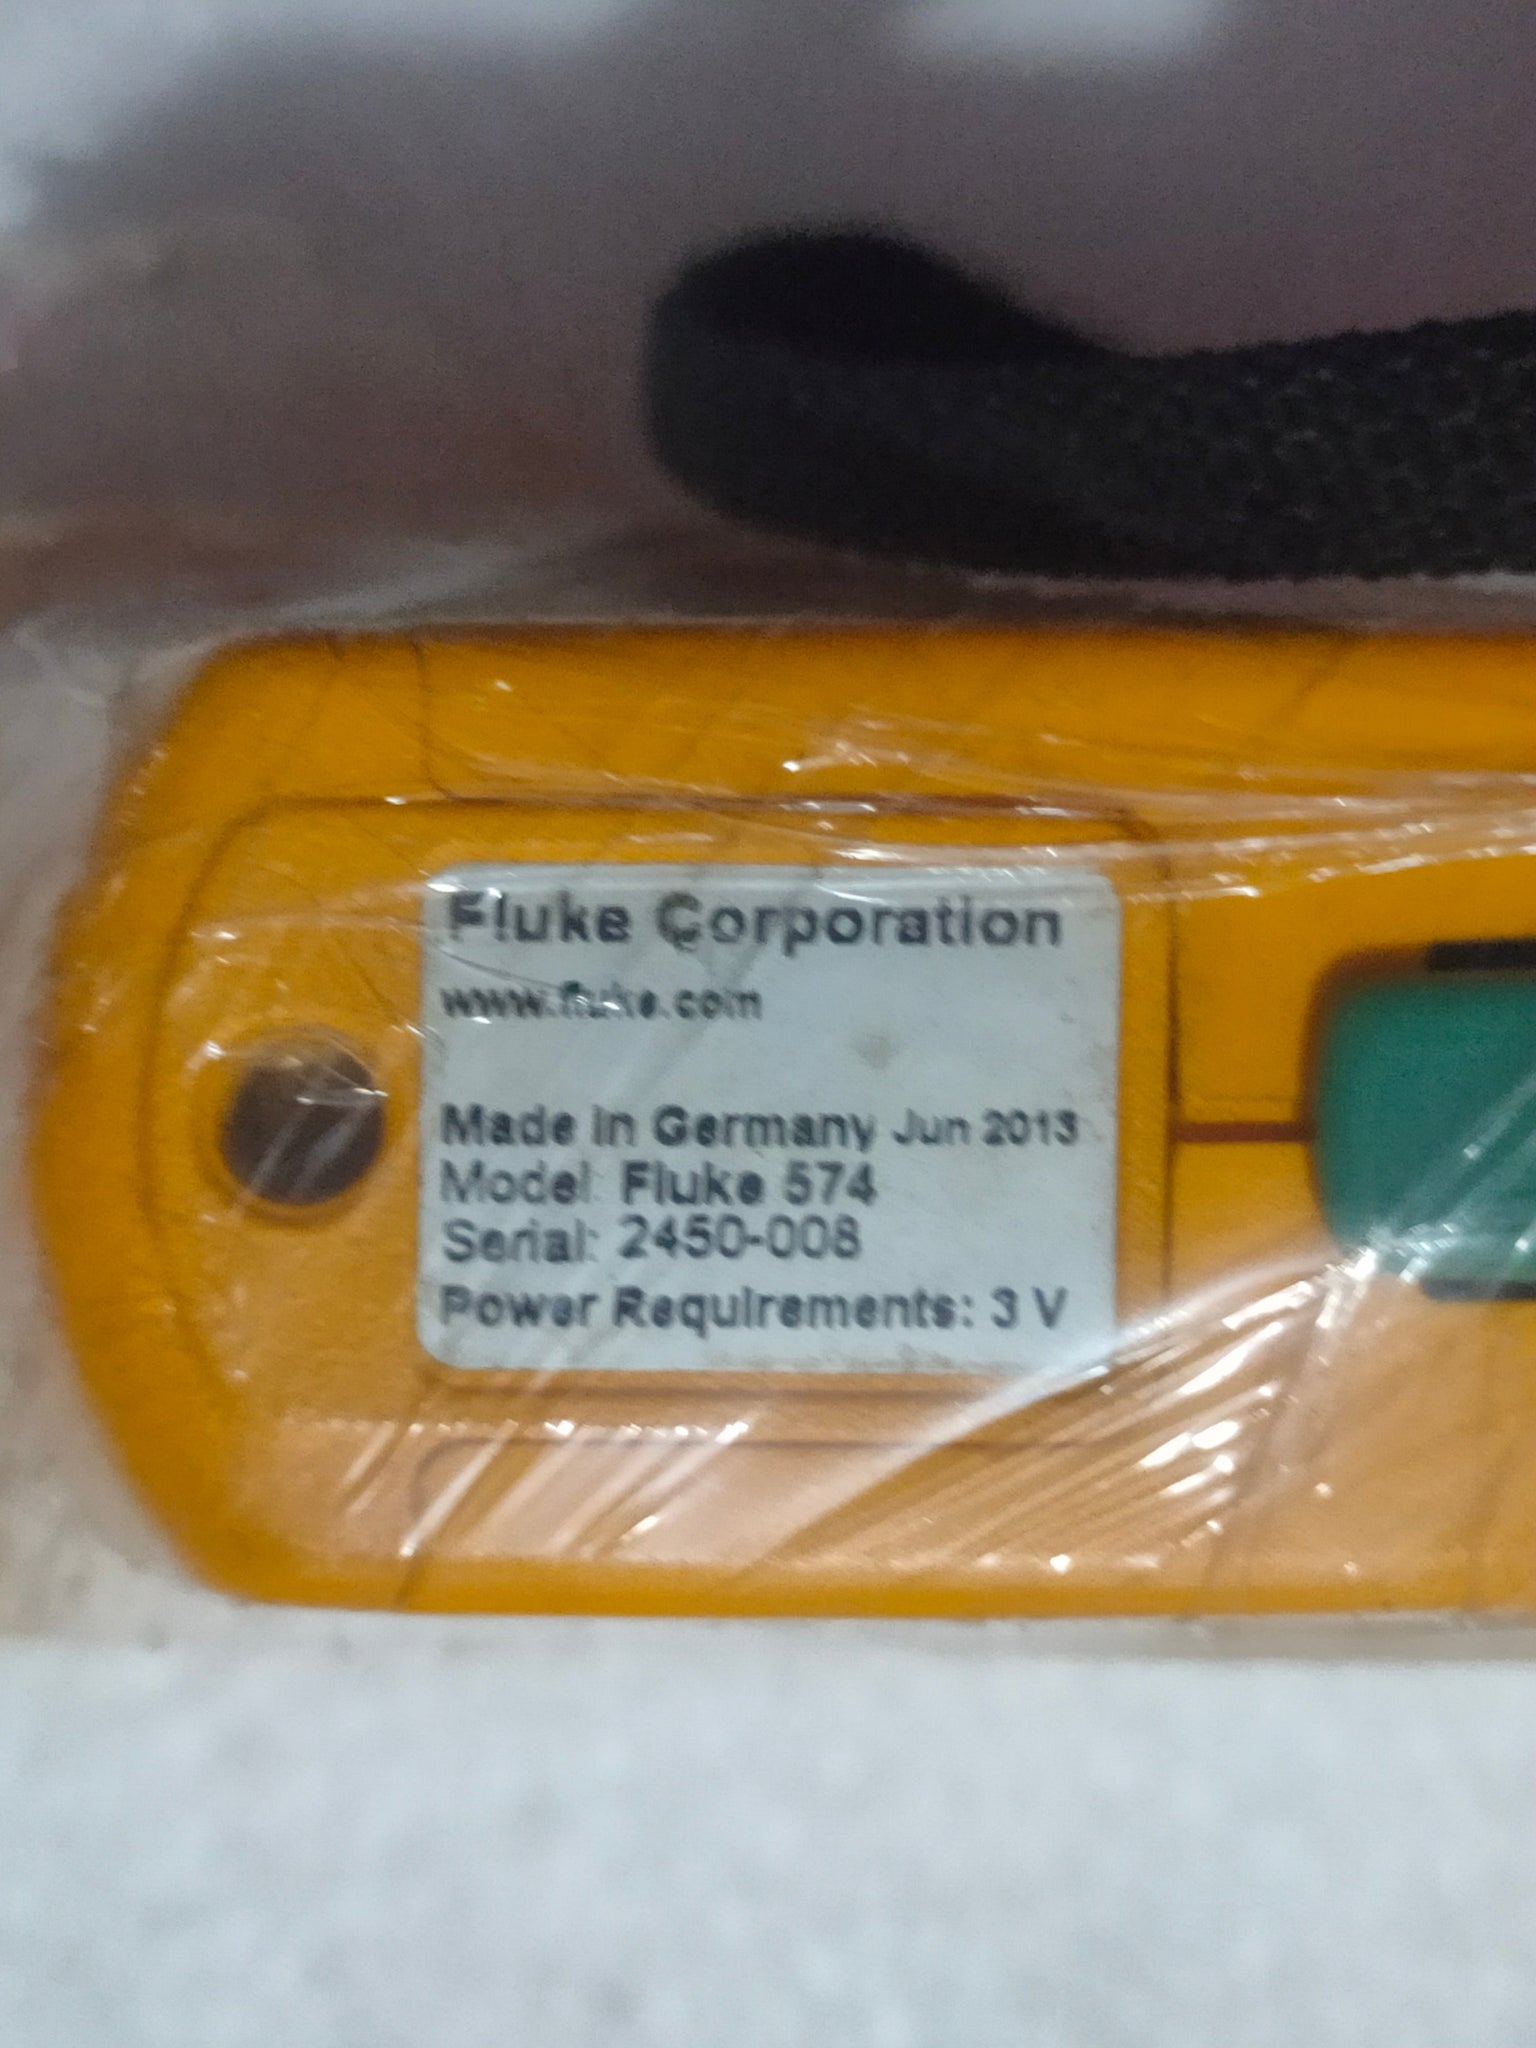 Fluke Corporation
www.fluke.com
Made in Germany Jun 2013
Model: Fluke 574
Serial: 2450-008
Power Requirements: 3 V